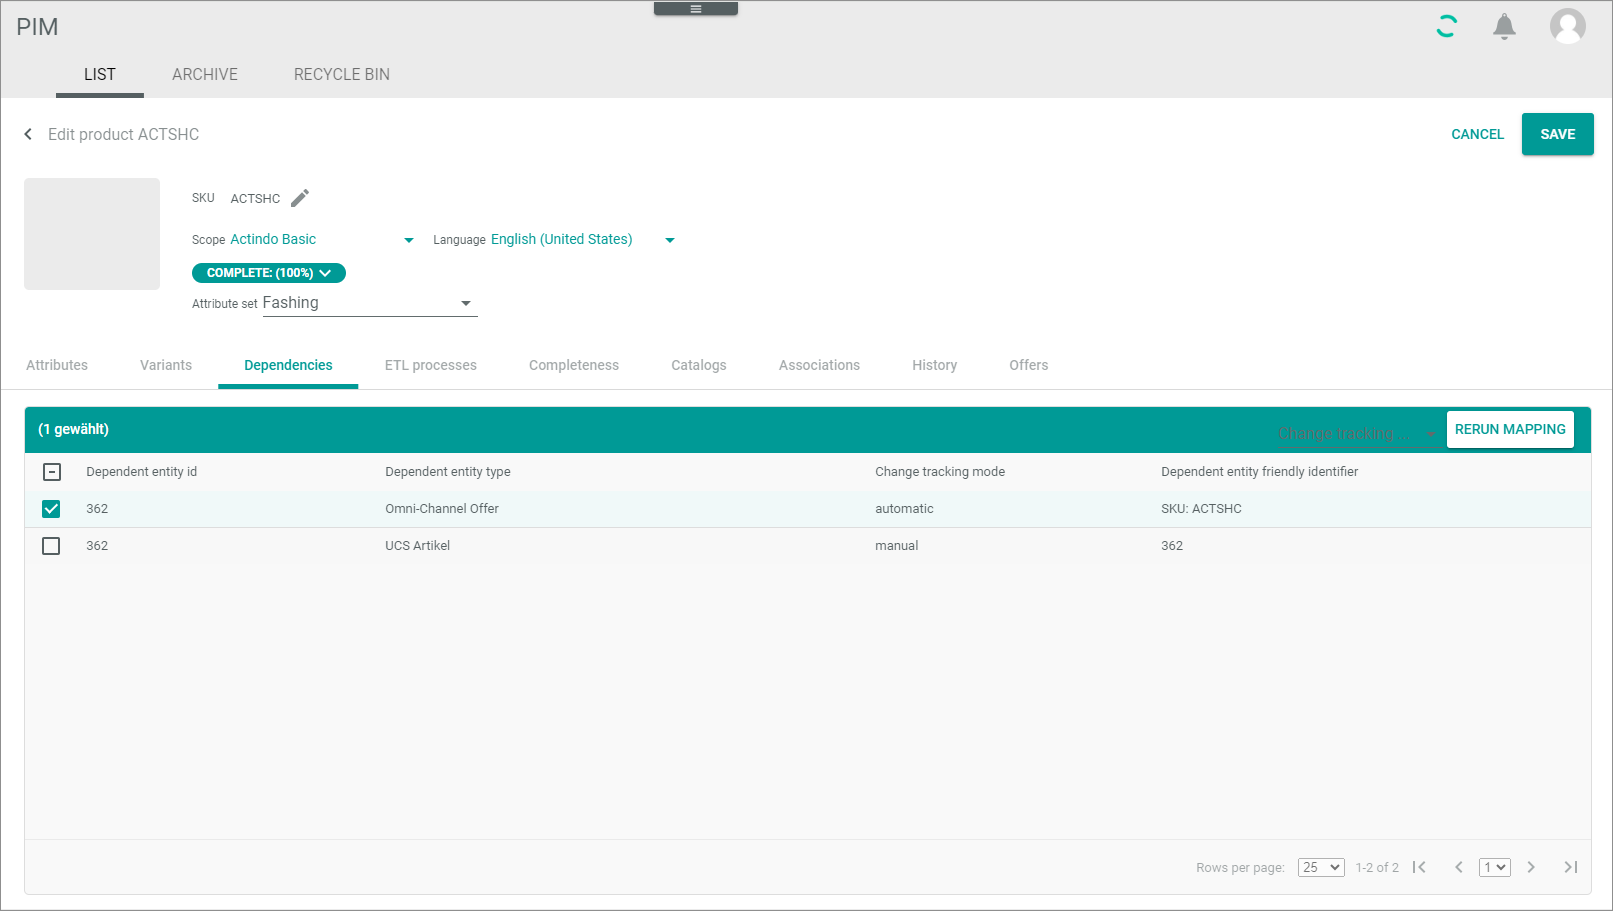 PIM
LIST ARCHIVE RECYCLE BIN
Edit product ACTSHC
CANCEL SAVE
SKU ACTSHC
Scope Actindo Basic Language English (United States)
COMPLETE: (100%)
Attribute set Fashing
Attributes Variants Dependencies ETL processes Completeness Catalogs Associations History Offers
(1 gewählt) Change tracking ... RERUN MAPPING
Dependent entity id Dependent entity type Change tracking mode Dependent entity friendly identifier
362 Omni-Channel Offer automatic SKU: ACTSHC
362 UCS Artikel manual 362
Rows per page: 25 1-2 of 2 1